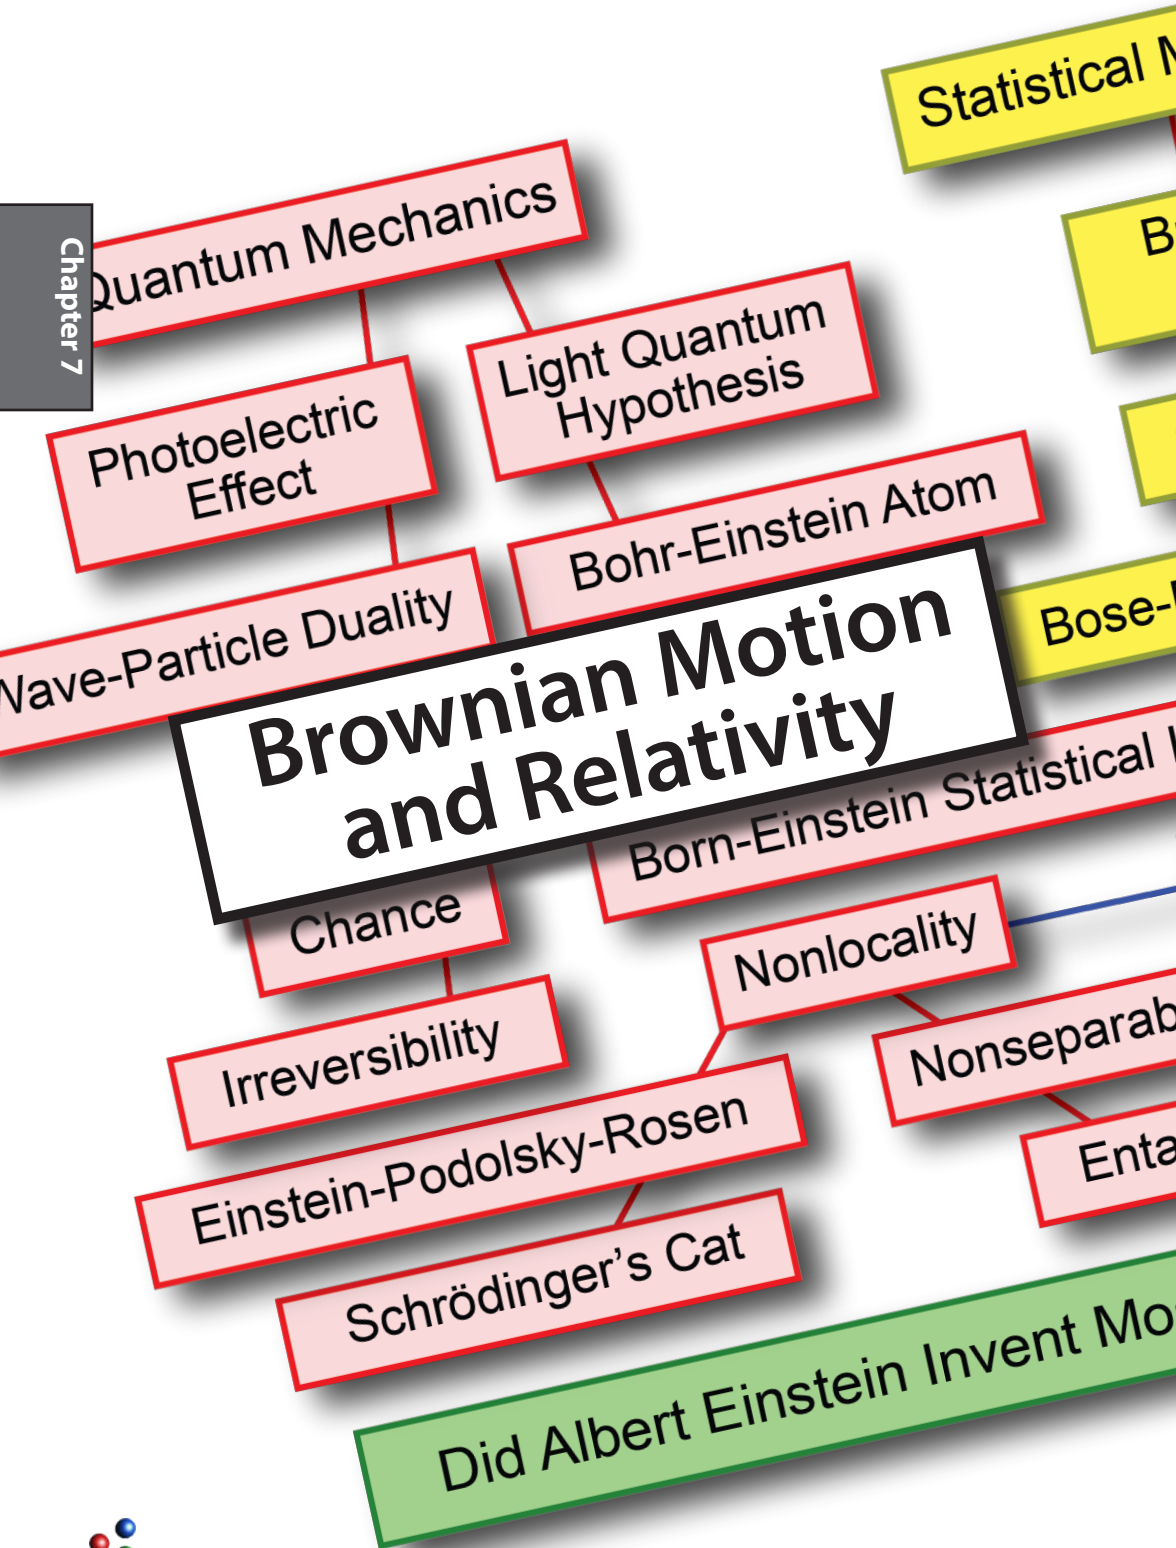 Statistical
Quantum Mechanics
Chapter 7
Light Quantum
Hypothesis
Photoelectric
Effect
Bohr-Einstein Atom
Wave-Particle Duality
Bose-
Brownian Motion
and Relativity
Born-Einstein Statistical
Chance
Nonlocality
Irreversibility
Nonseparab
Einstein-Podolsky-Rosen
Enta
Schrödinger’s Cat
Did Albert Einstein Invent Mo